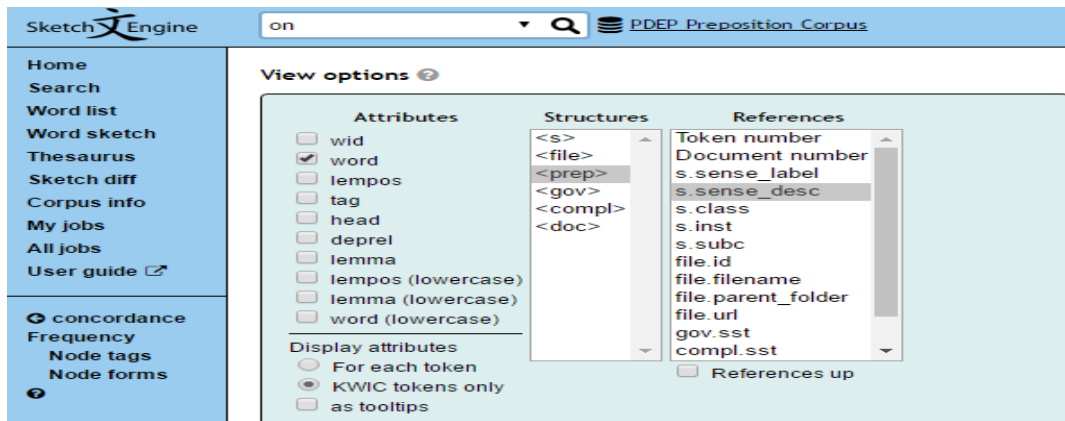 Sketch Engine
on
PDEP Preposition Corpus
Home
Search
Word list
Word sketch
Thesaurus
Sketch diff
Corpus info
My jobs
All jobs
User guide
concordance
Frequency
Node tags
Node forms
View options
Attributes
wid
word
lempos
tag
head
deprel
lemma
lempos (lowercase)
lemma (lowercase)
word (lowercase)
Display attributes
For each token
KWIC tokens only
as tooltips
Structures
<s>
<file>
<prep>
<gov>
<compl>
<doc>
References
Token number
Document number
s.sense_label
s.sense_desc
s.class
s.inst
s.subc
file.id
file.filename
file.parent_folder
file.url
gov.sst
compl.sst
References up